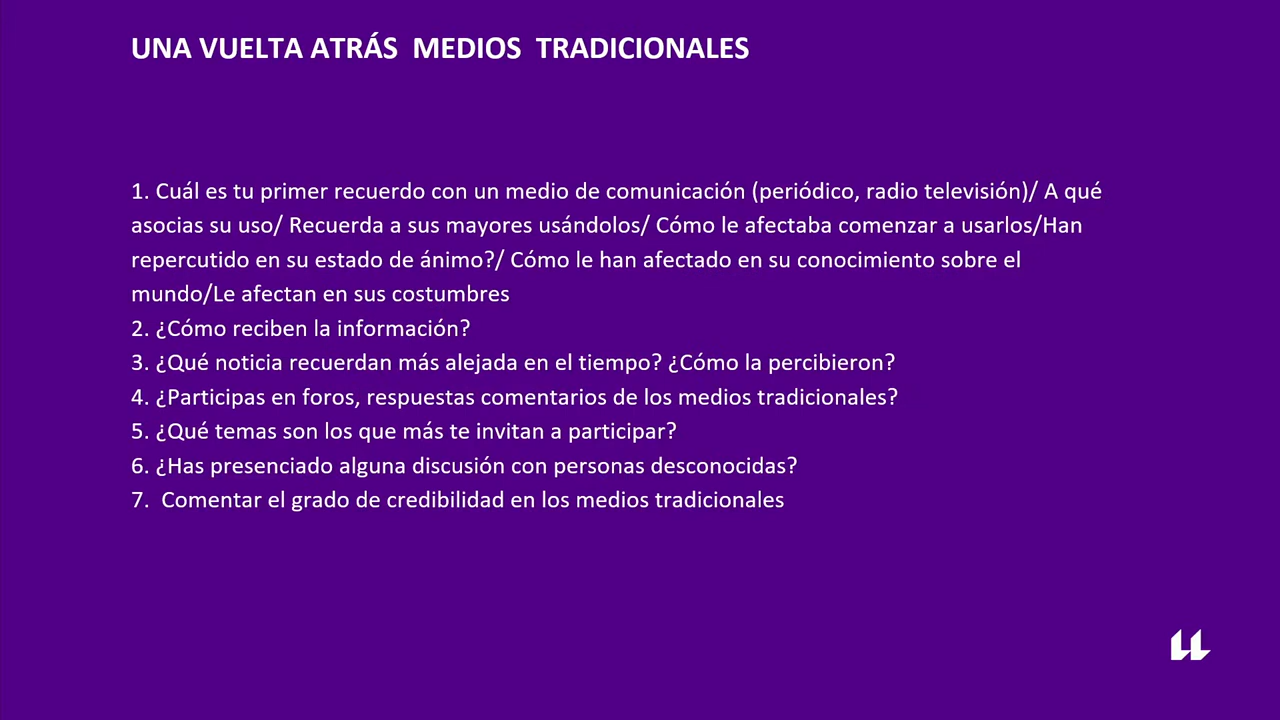 UNA VUELTA ATRÁS  MEDIOS  TRADICIONALES
1. Cuál es tu primer recuerdo con un medio de comunicación (periódico, radio televisión)/ A qué
asocias su uso/ Recuerda a sus mayores usándolos/ Cómo le afectaba comenzar a usarlos/Han
repercutido en su estado de ánimo?/ Cómo le han afectado en su conocimiento sobre el
mundo/Le afectan en sus costumbres
2. ¿Cómo reciben la información?
3. ¿Qué noticia recuerdan más alejada en el tiempo? ¿Cómo la percibieron?
4. ¿Participas en foros, respuestas comentarios de los medios tradicionales?
5. ¿Qué temas son los que más te invitan a participar?
6. ¿Has presenciado alguna discusión con personas desconocidas?
7.  Comentar el grado de credibilidad en los medios tradicionales